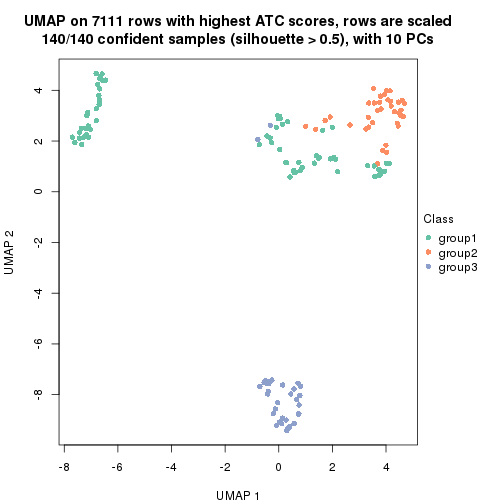 UMAP on 7111 rows with highest ATC scores, rows are scaled
140/140 confident samples (silhouette > 0.5), with 10 PCs
4
2
0
-2
-4
-6
-8
UMAP 2
-8 -6 -4 -2 0 2 4
UMAP 1
Class
group1
group2
group3